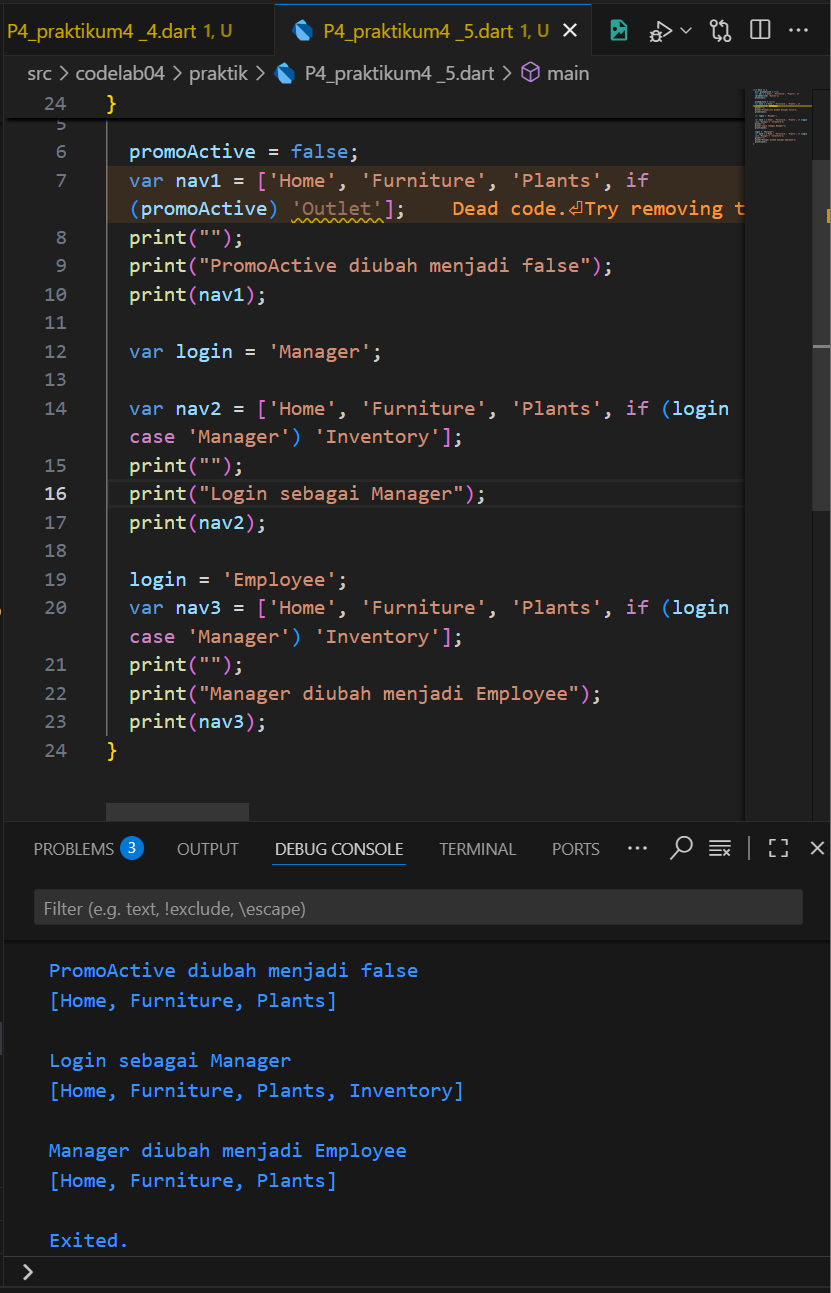 P4_praktikum4 _4.dart 1, U
P4_praktikum4 _5.dart 1, U
src > codelab04 > praktik > P4_praktikum4 _5.dart > main
24 }
5
6 promoActive = false;
7 var nav1 = ['Home', 'Furniture', 'Plants', if
(promoActive) 'Outlet']; Dead code.⏎Try removing t
8 print("");
9 print("PromoActive diubah menjadi false");
10 print(nav1);
11
12 var login = 'Manager';
13
14 var nav2 = ['Home', 'Furniture', 'Plants', if (login
case 'Manager') 'Inventory'];
15 print("");
16 print("Login sebagai Manager");
17 print(nav2);
18
19 login = 'Employee';
20 var nav3 = ['Home', 'Furniture', 'Plants', if (login
case 'Manager') 'Inventory'];
21 print("");
22 print("Manager diubah menjadi Employee");
23 print(nav3);
24 }
PROBLEMS 3 OUTPUT DEBUG CONSOLE TERMINAL PORTS
Filter (e.g. text, !exclude, \escape)
PromoActive diubah menjadi false
[Home, Furniture, Plants]
Login sebagai Manager
[Home, Furniture, Plants, Inventory]
Manager diubah menjadi Employee
[Home, Furniture, Plants]
Exited.